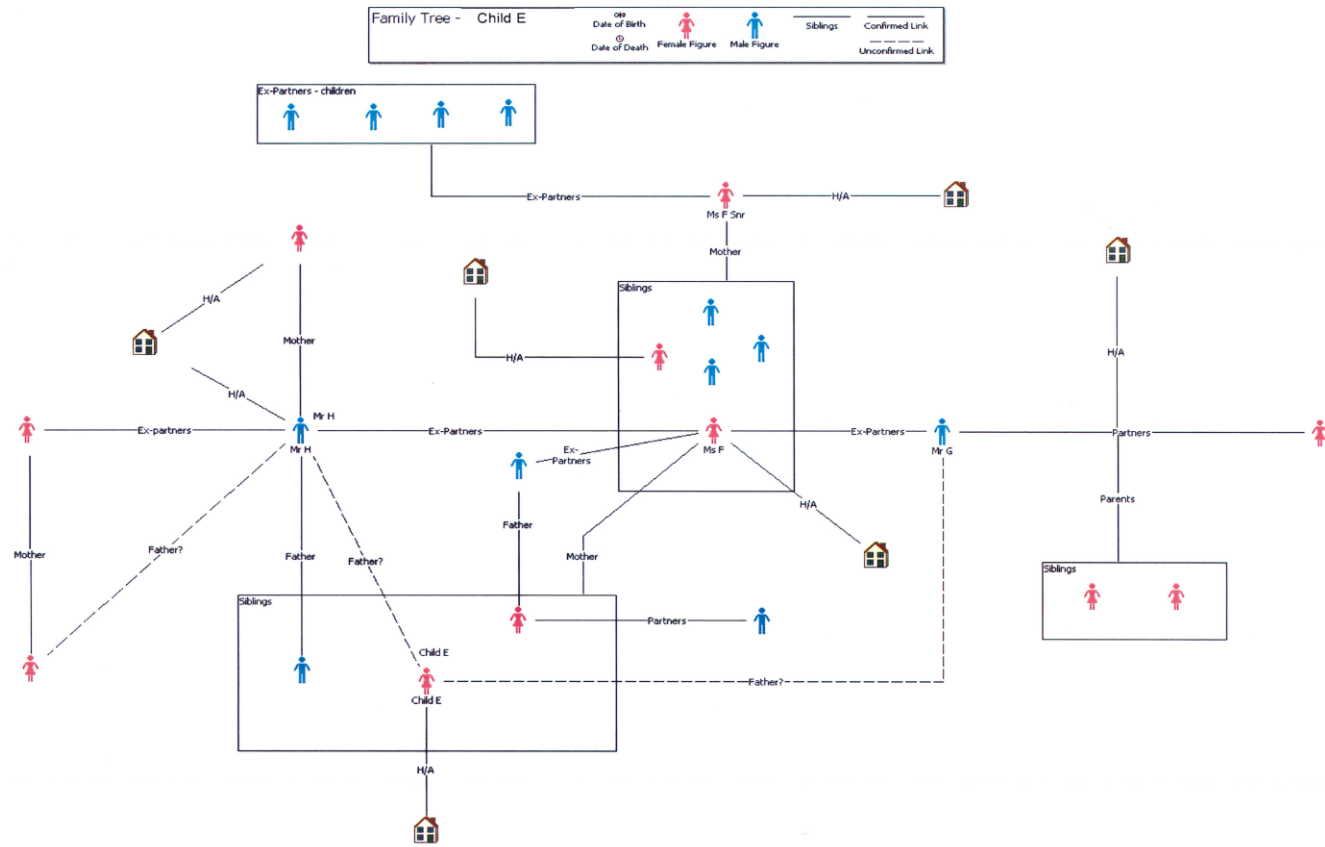 Family Tree - Child E
Date of Birth
Date of Death
Female Figure
Male Figure
Siblings
Confirmed Link
Unconfirmed Link
Ex-Partners - children
Ex-Partners
H/A
Ms F Snr
Mother
H/A
Mother
Siblings
H/A
H/A
H/A
Mr H
Ex-partners
Mr H
Ex-Partners
Ms F
Ex-Partners
Mr G
Partners
Ex-
Partners
H/A
Parents
Father
Mother
Father?
Father
Father?
Mother
Siblings
Siblings
Partners
Child E
Child E
Father?
H/A